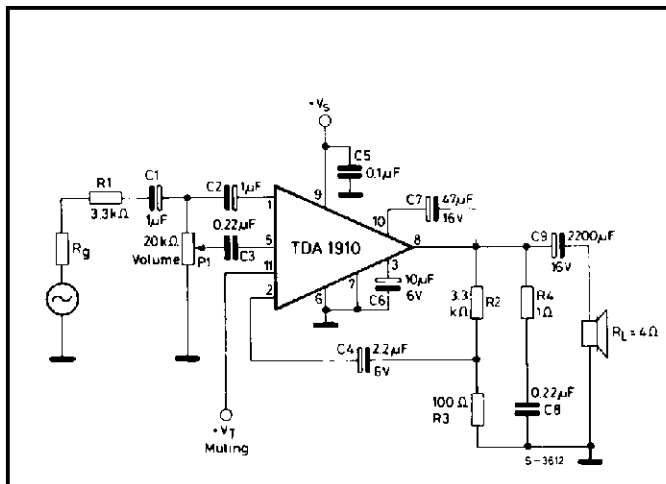 +Vs
C5
0.1µF
R1
3.3kΩ
C1
1µF
C2
1µF
9
1
C7
47µF
16V
10
0.22µF
C3
5
TDA 1910
8
C9
2200µF
16V
Rg
20kΩ
Volume
P1
11
2
3
10µF
6V
C6
6
7
3.3
kΩ
R2
R4
1Ω
RL=4Ω
C4
2.2µF
6V
100Ω
R3
0.22µF
C8
+VT
Muting
S-3612